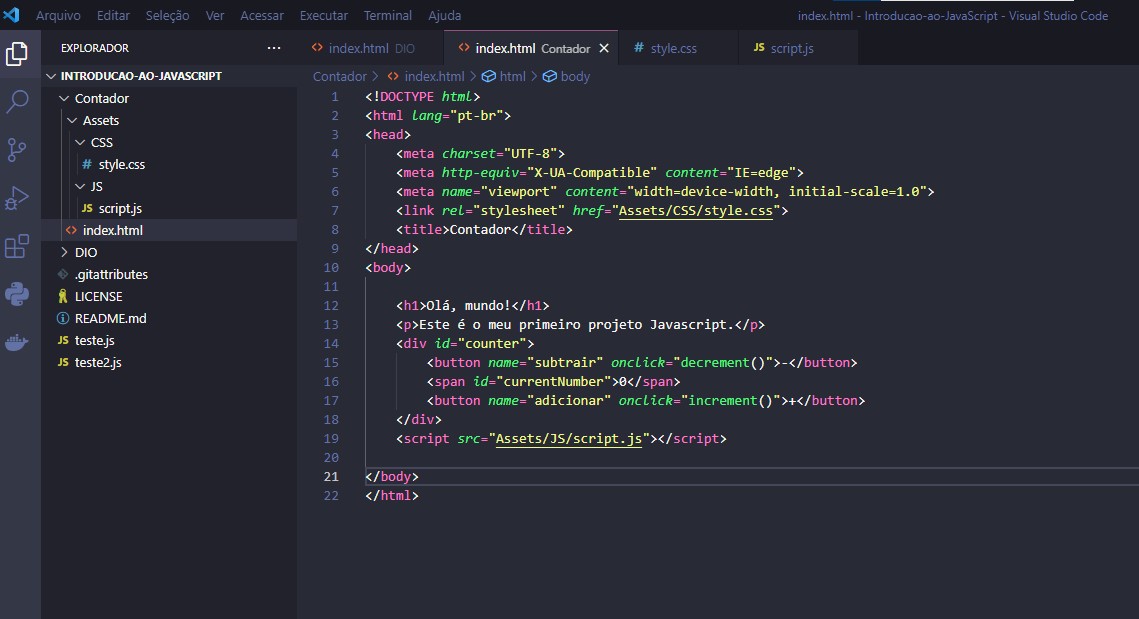 Arquivo Editar Seleção Ver Acessar Executar Terminal Ajuda index.html - Introducao-ao-JavaScript - Visual Studio Code
EXPLORADOR ...
INTRODUCAO-AO-JAVASCRIPT
Contador
Assets
CSS
# style.css
JS
JS script.js
<> index.html
DIO
.gitattributes
LICENSE
README.md
JS teste.js
JS teste2.js
<> index.html DIO <> index.html Contador # style.css JS script.js
Contador > <> index.html > html > body
1 <!DOCTYPE html>
2 <html lang="pt-br">
3 <head>
4 <meta charset="UTF-8">
5 <meta http-equiv="X-UA-Compatible" content="IE=edge">
6 <meta name="viewport" content="width=device-width, initial-scale=1.0">
7 <link rel="stylesheet" href="Assets/CSS/style.css">
8 <title>Contador</title>
9 </head>
10 <body>
11
12 <h1>Olá, mundo!</h1>
13 <p>Este é o meu primeiro projeto Javascript.</p>
14 <div id="counter">
15 <button name="subtrair" onclick="decrement()">-</button>
16 <span id="currentNumber">0</span>
17 <button name="adicionar" onclick="increment()">+</button>
18 </div>
19 <script src="Assets/JS/script.js"></script>
20
21 </body>
22 </html>